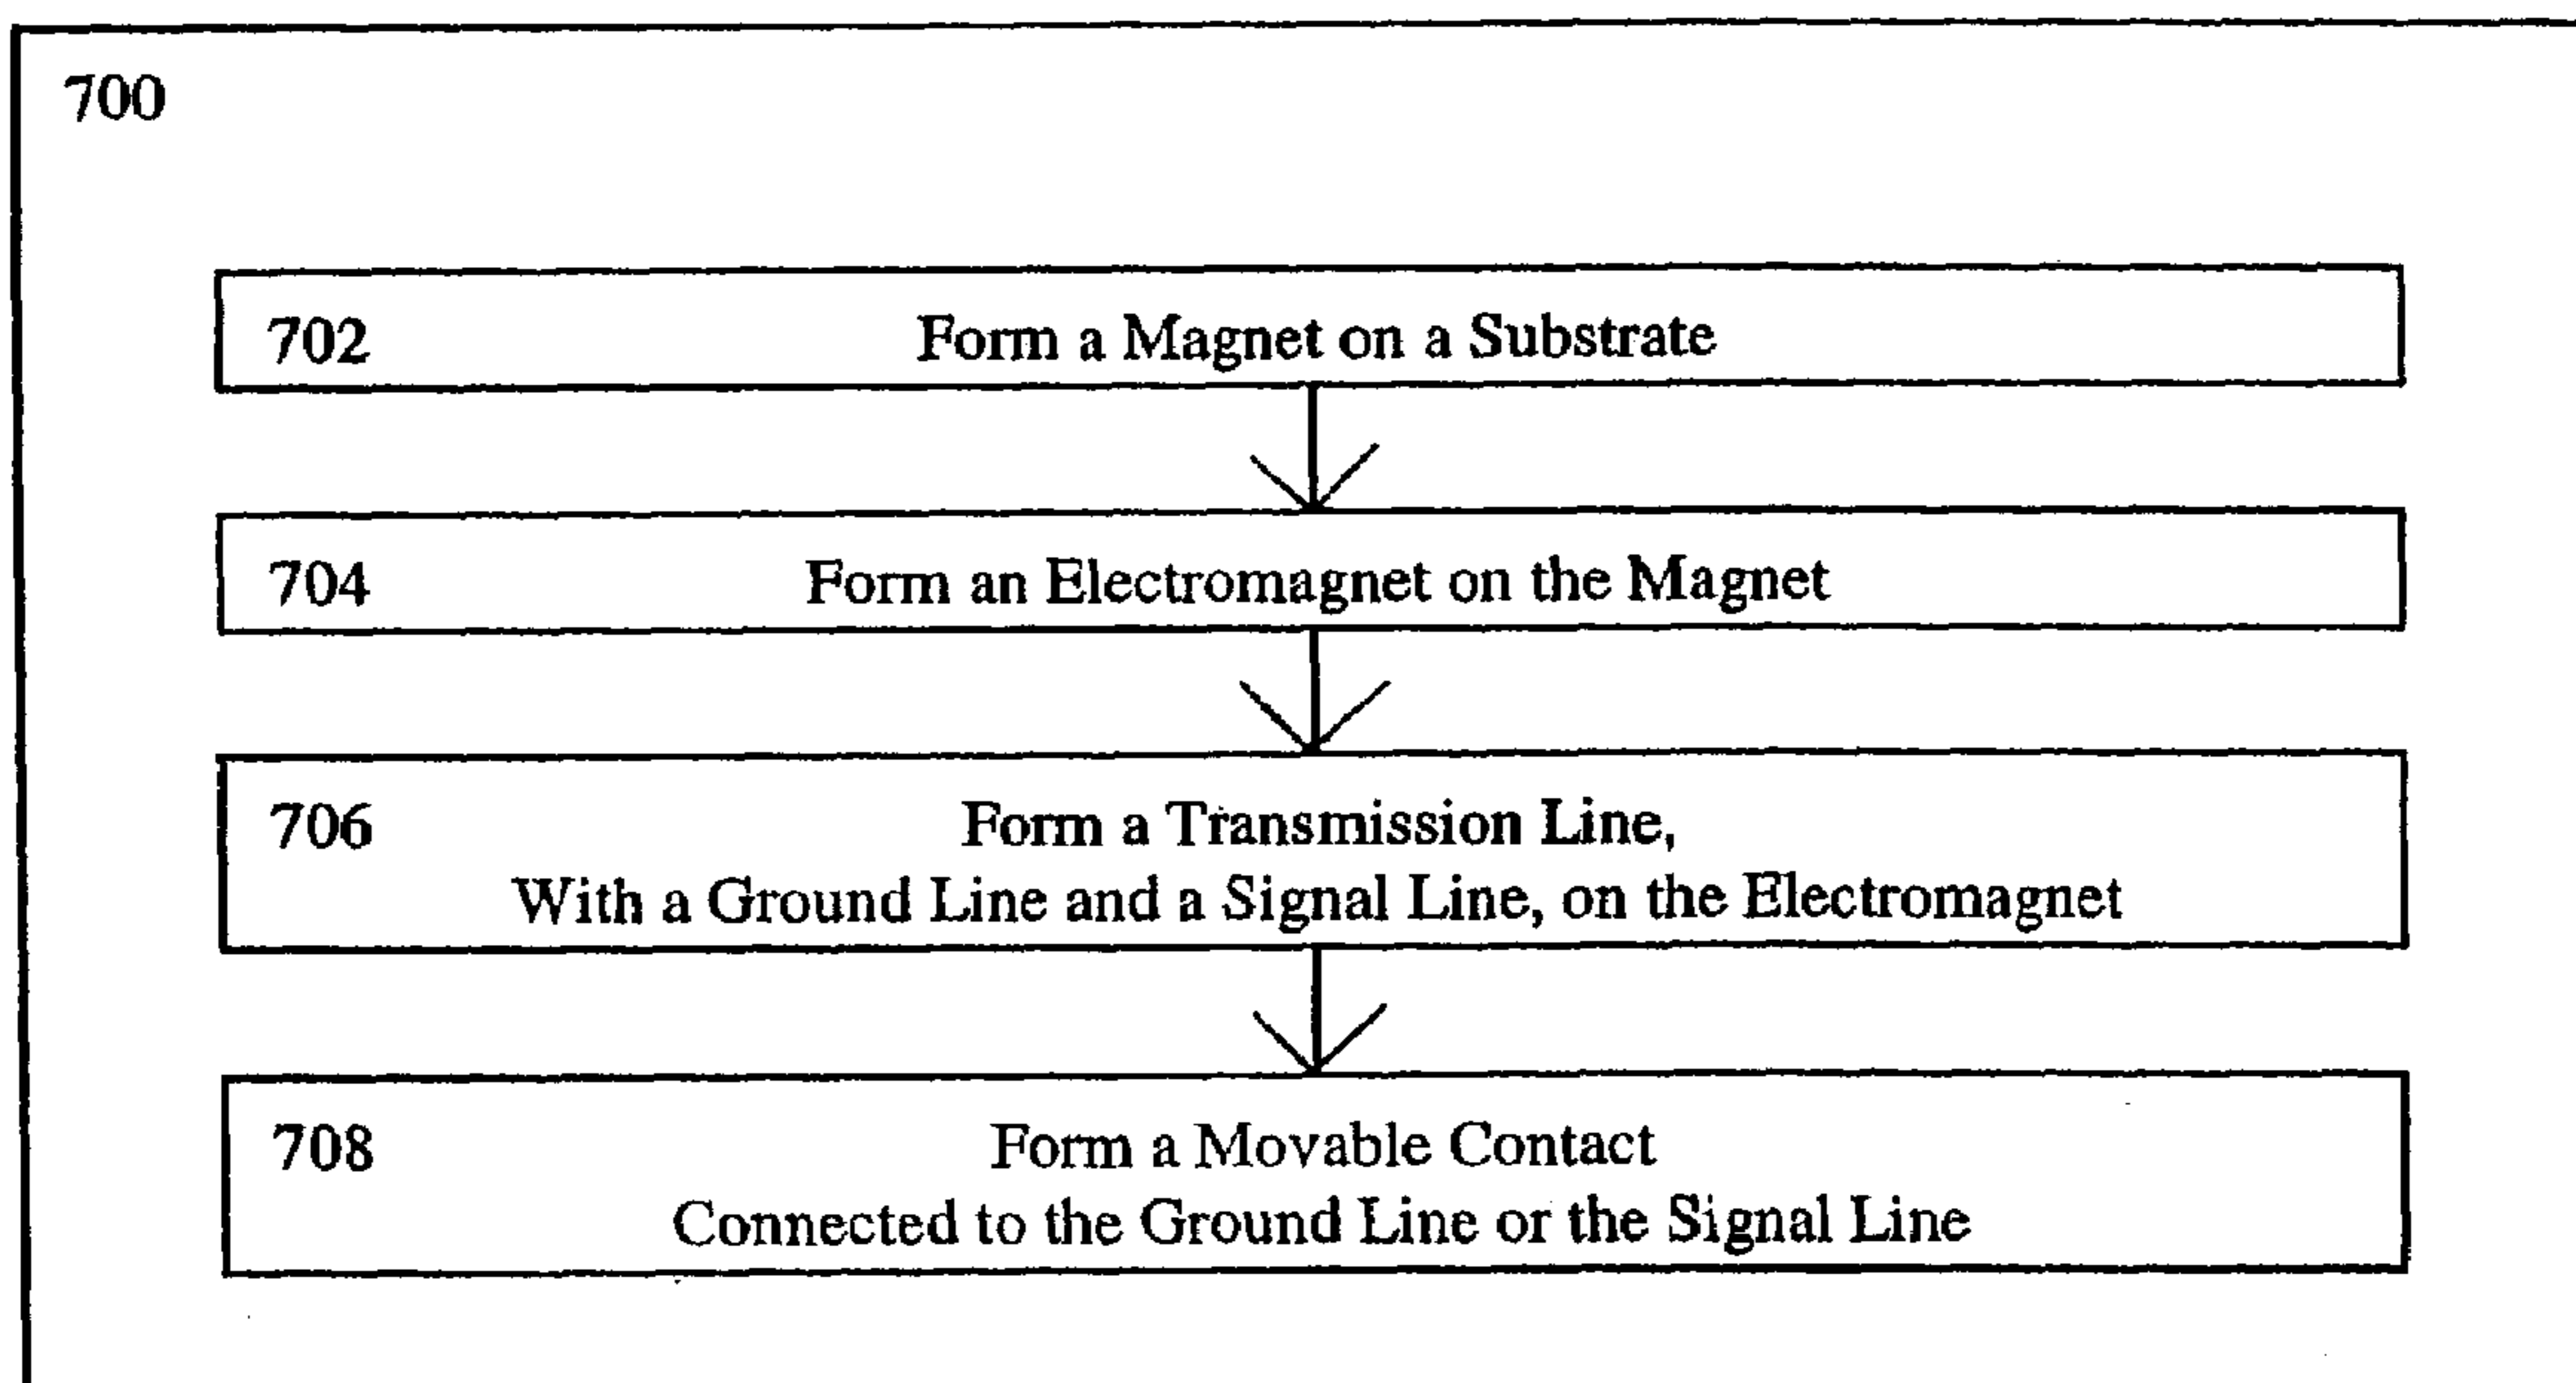 700
702 Form a Magnet on a Substrate
704 Form an Electromagnet on the Magnet
706 Form a Transmission Line,
With a Ground Line and a Signal Line, on the Electromagnet
708 Form a Movable Contact
Connected to the Ground Line or the Signal Line